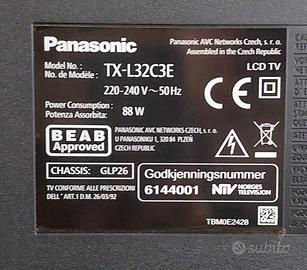 Panasonic
Panasonic AVC Networks Czech, s.r.o.
Assembled in the Czech Republic
Model No.:
No. de Modèle.:
TX-L32C3E
LCD TV
220-240 V ~ 50Hz
Power Consumption:
Potenza Assorbita:
88 W
BEAB
Approved
PANASONIC AVC NETWORKS CZECH, s.r.o.
U PANASONIKU 1, 320 84 PLZEŇ
CZECH REPUBLIC
CHASSIS: GLP26
TV CONFORME ALLE PRESCRIZIONI
DELL' ART.1 D.M. 26/03/92
Godkjenningsnummer
6144001
NTV
NORGES
TELEVISJON
TBM0E2428
subito